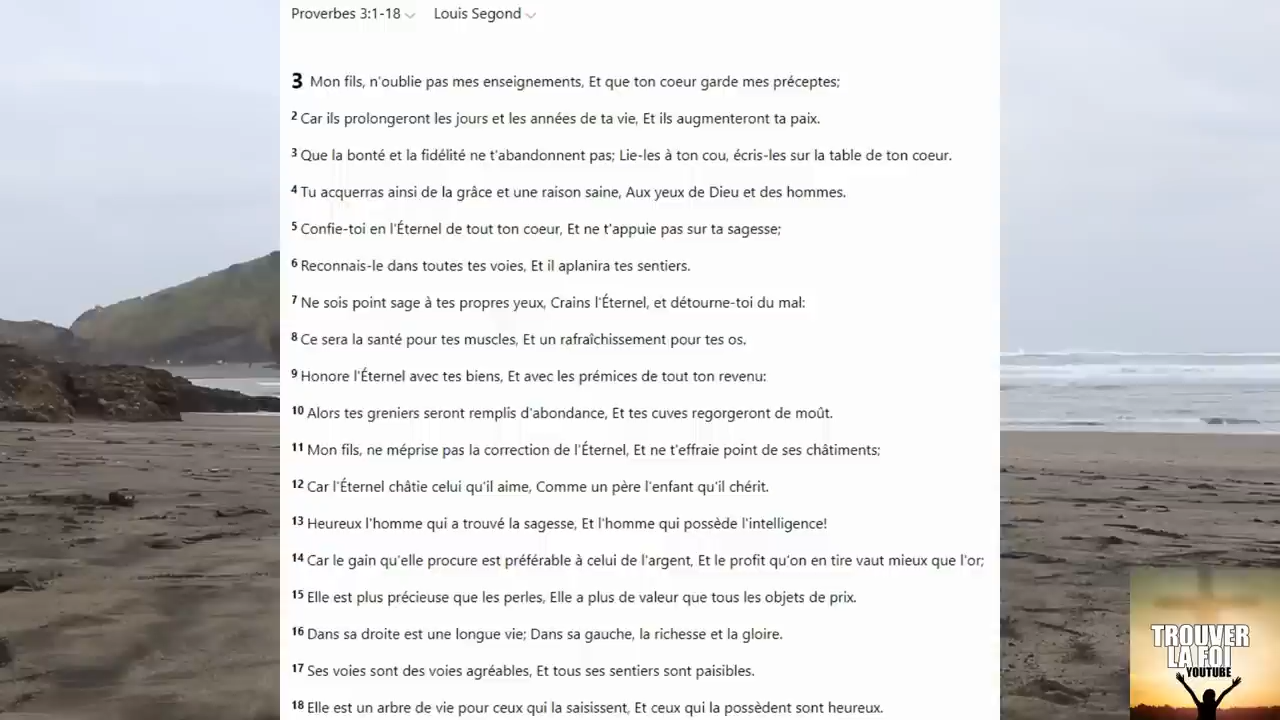 Proverbes 3:1-18 Louis Segond
3 Mon fils, n'oublie pas mes enseignements, Et que ton coeur garde mes préceptes;
2 Car ils prolongeront les jours et les années de ta vie, Et ils augmenteront ta paix.
3 Que la bonté et la fidélité ne t'abandonnent pas; Lie-les à ton cou, écris-les sur la table de ton coeur.
4 Tu acquerras ainsi de la grâce et une raison saine, Aux yeux de Dieu et des hommes.
5 Confie-toi en l'Éternel de tout ton coeur, Et ne t'appuie pas sur ta sagesse;
6 Reconnais-le dans toutes tes voies, Et il aplanira tes sentiers.
7 Ne sois point sage à tes propres yeux, Crains l'Éternel, et détourne-toi du mal:
8 Ce sera la santé pour tes muscles, Et un rafraîchissement pour tes os.
9 Honore l'Éternel avec tes biens, Et avec les prémices de tout ton revenu:
10 Alors tes greniers seront remplis d'abondance, Et tes cuves regorgeront de moût.
11 Mon fils, ne méprise pas la correction de l'Éternel, Et ne t'effraie point de ses châtiments;
12 Car l'Éternel châtie celui qu'il aime, Comme un père l'enfant qu'il chérit.
13 Heureux l'homme qui a trouvé la sagesse, Et l'homme qui possède l'intelligence!
14 Car le gain qu'elle procure est préférable à celui de l'argent, Et le profit qu'on en tire vaut mieux que l'or;
15 Elle est plus précieuse que les perles, Elle a plus de valeur que tous les objets de prix.
16 Dans sa droite est une longue vie; Dans sa gauche, la richesse et la gloire.
17 Ses voies sont des voies agréables, Et tous ses sentiers sont paisibles.
18 Elle est un arbre de vie pour ceux qui la saisissent, Et ceux qui la possèdent sont heureux.
TROUVER
LA FOI
YOUTUBE